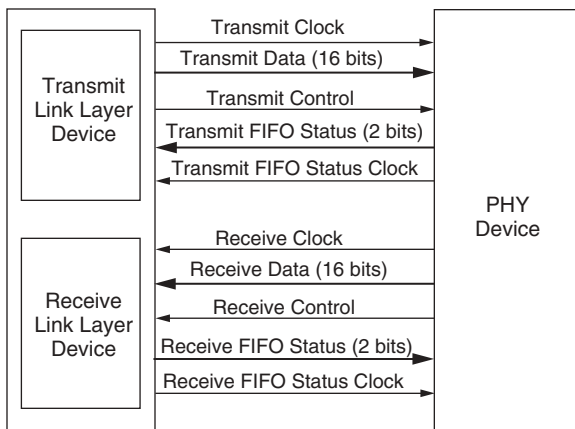 Transmit
Link Layer
Device
Transmit Clock
Transmit Data (16 bits)
Transmit Control
Transmit FIFO Status (2 bits)
Transmit FIFO Status Clock
PHY
Device
Receive
Link Layer
Device
Receive Clock
Receive Data (16 bits)
Receive Control
Receive FIFO Status (2 bits)
Receive FIFO Status Clock